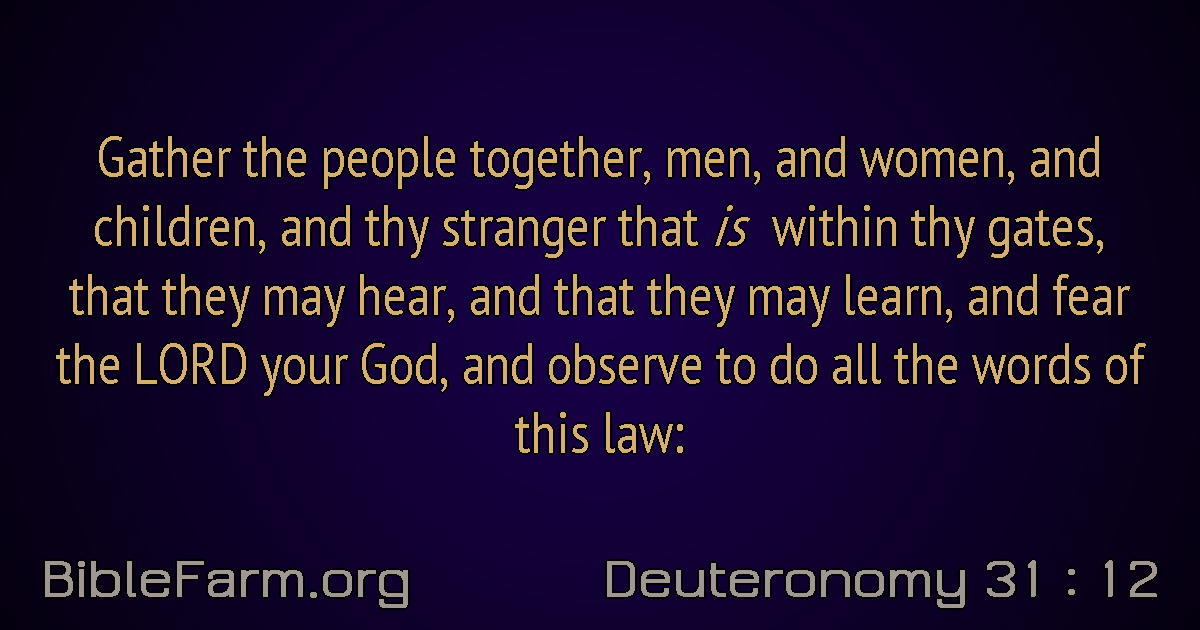 Gather the people together, men, and women, and
children, and thy stranger that is within thy gates,
that they may hear, and that they may learn, and fear
the LORD your God, and observe to do all the words of
this law:
BibleFarm.org
Deuteronomy 31 : 12